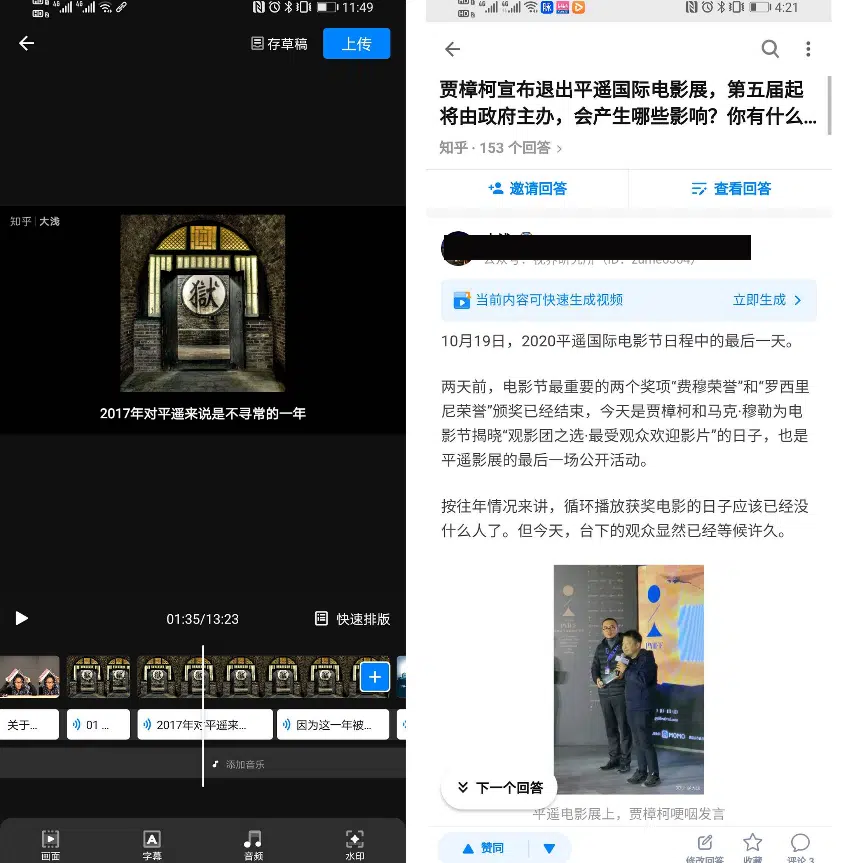 11:49
存草稿
上传
知乎 | 大浅
獄
2017年对平遥来说是不寻常的一年
01:35/13:23
快速排版
关于...
01 ...
2017年对平遥来...
因为这一年被...
添加音乐
画面
字幕
音频
水印
4:21
贾樟柯宣布退出平遥国际电影展，第五届起
将由政府主办，会产生哪些影响？你有什么...
知乎 · 153 个回答 >
邀请回答
查看回答
当前内容可快速生成视频
立即生成 >
10月19日，2020平遥国际电影节日程中的最后一天。
两天前，电影节最重要的两个奖项“费穆荣誉”和“罗西里
尼荣誉”颁奖已经结束，今天是贾樟柯和马克·穆勒为电
影节揭晓“观影团之选·最受观众欢迎影片”的日子，也是
平遥影展的最后一场公开活动。
按往年情况来讲，循环播放获奖电影的日子应该已经没
什么人了。但今天，台下的观众显然已经等候许久。
MOMO
下一个回答
平遥电影展上，贾樟柯哽咽发言
赞同
修改回答
收藏
评论 3